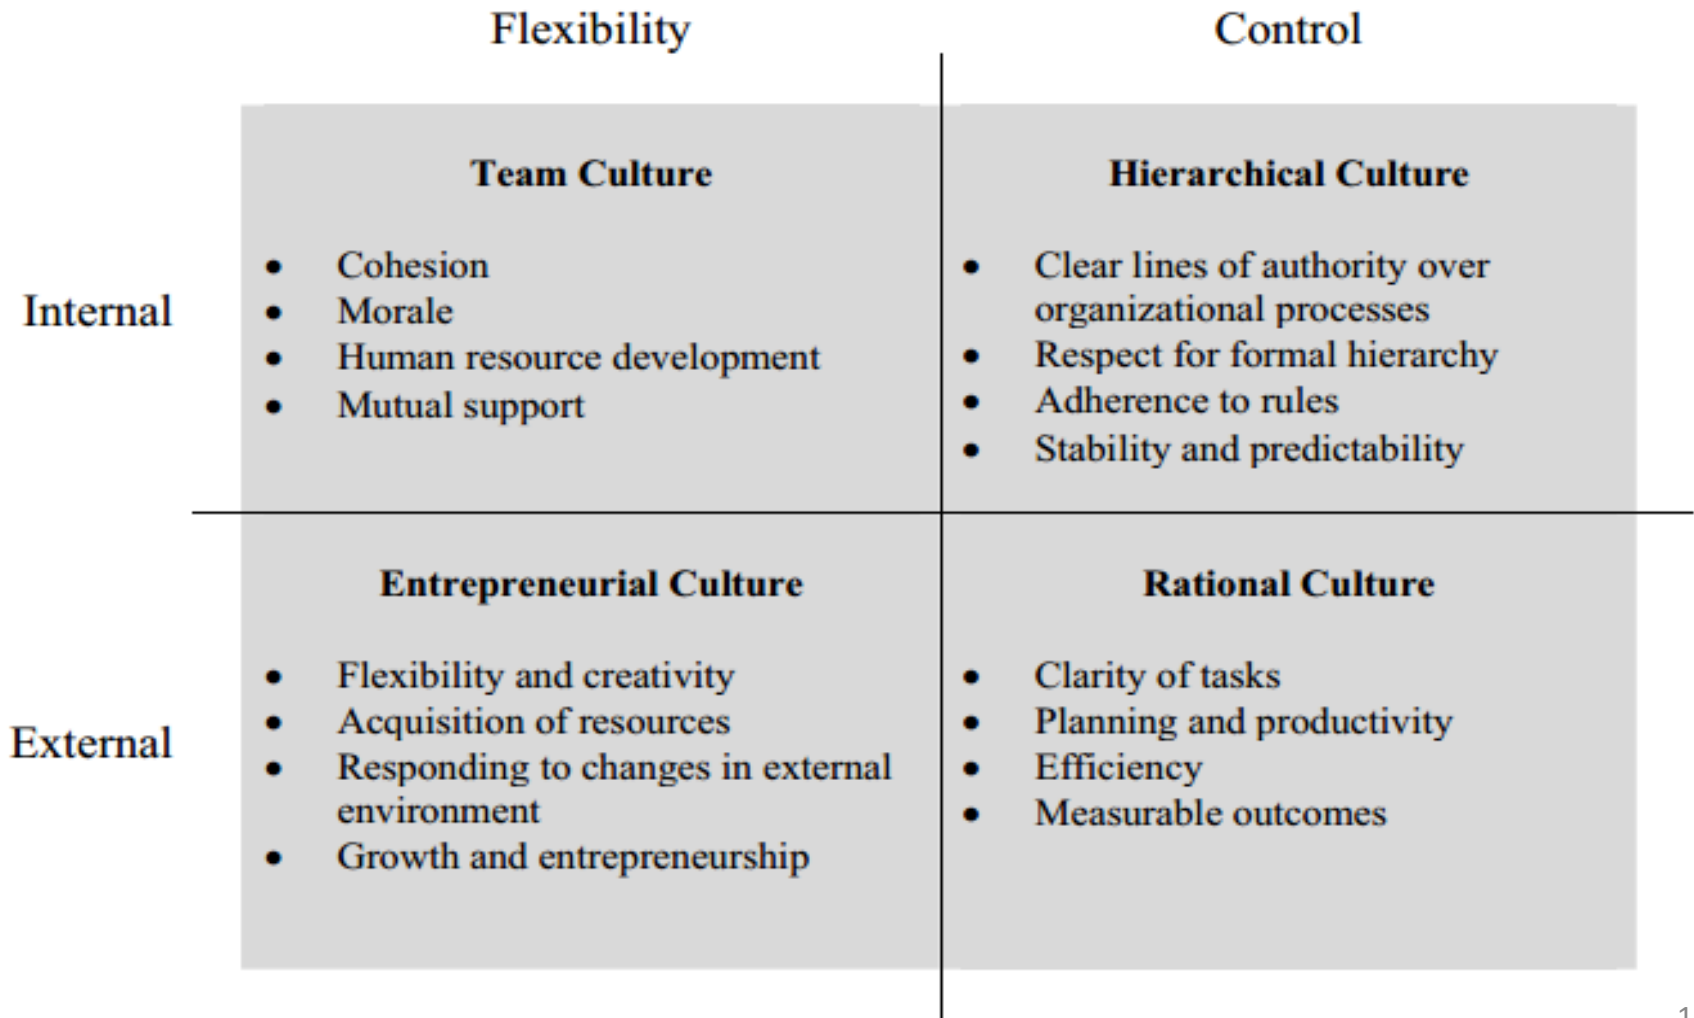 Flexibility
Control
Internal
Team Culture
• Cohesion
• Morale
• Human resource development
• Mutual support
Hierarchical Culture
• Clear lines of authority over
organizational processes
• Respect for formal hierarchy
• Adherence to rules
• Stability and predictability
External
Entrepreneurial Culture
• Flexibility and creativity
• Acquisition of resources
• Responding to changes in external
environment
• Growth and entrepreneurship
Rational Culture
• Clarity of tasks
• Planning and productivity
• Efficiency
• Measurable outcomes
1